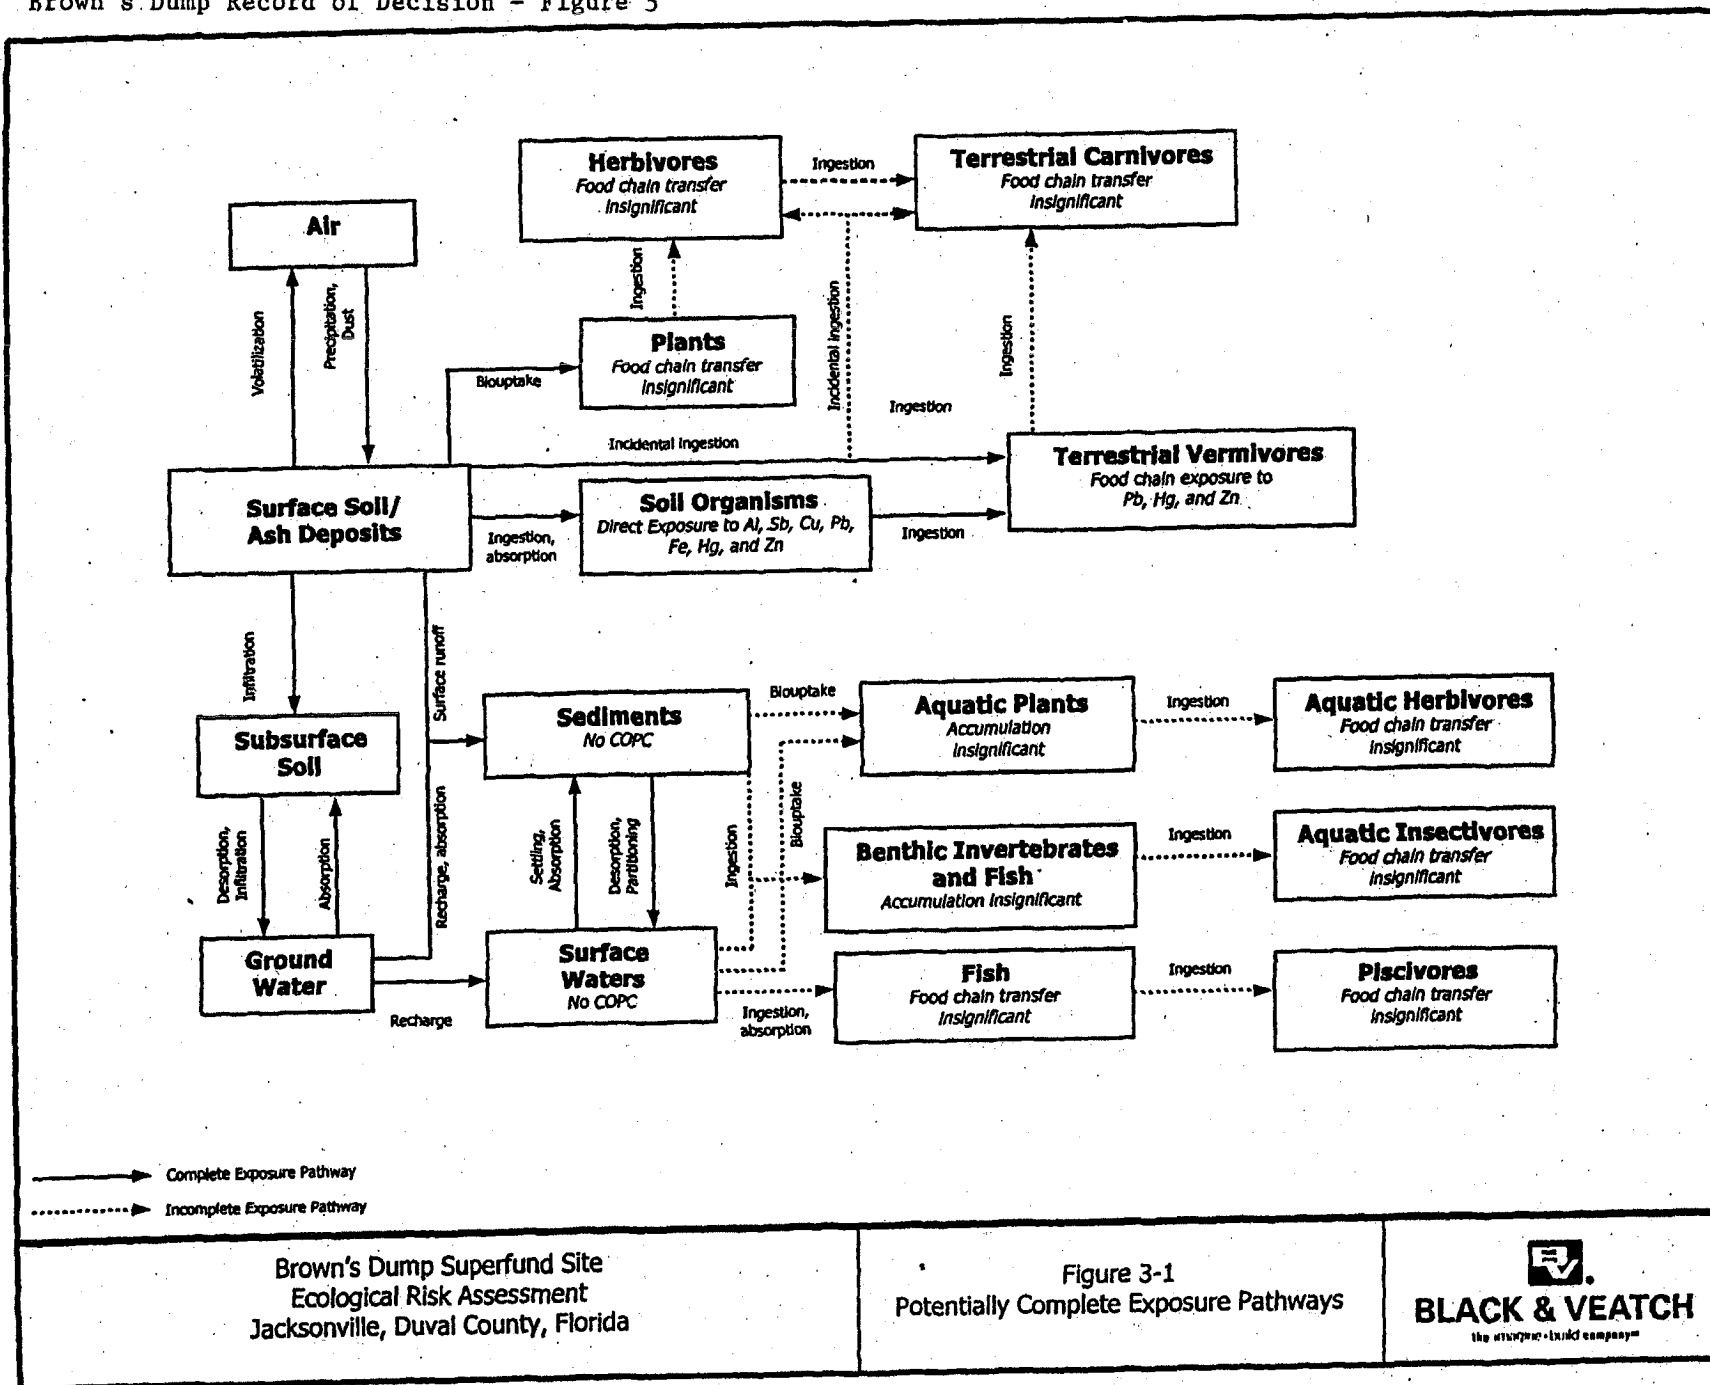 Brown's Dump Record of Decision - Figure 5
Herbivores
Food chain transfer
insignificant
Ingestion
Terrestrial Carnivores
Food chain transfer
insignificant
Air
Ingestion
Incidental ingestion
Ingestion
Volatilization
Precipitation,
Dust
Plants
Food chain transfer
insignificant
Biouptake
Ingestion
Incidental ingestion
Terrestrial Vermivores
Food chain exposure to
Pb, Hg, and Zn
Surface Soil/
Ash Deposits
Soil Organisms
Direct Exposure to Al, Sb, Cu, Pb,
Fe, Hg, and Zn
Ingestion,
absorption
Ingestion
Infiltration
Surface runoff
Subsurface
Soil
Sediments
No COPC
Biouptake
Aquatic Plants
Accumulation
insignificant
Ingestion
Aquatic Herbivores
Food chain transfer
insignificant
Desorption,
Infiltration
Absorption
Recharge, absorption
Settling,
Absorption
Desorption,
Partitioning
Ingestion
Biouptake
Benthic Invertebrates
and Fish
Accumulation insignificant
Ingestion
Aquatic Insectivores
Food chain transfer
insignificant
Ground
Water
Recharge
Surface
Waters
No COPC
Ingestion,
absorption
Fish
Food chain transfer
insignificant
Ingestion
Piscivores
Food chain transfer
insignificant
Complete Exposure Pathway
Incomplete Exposure Pathway
Brown's Dump Superfund Site
Ecological Risk Assessment
Jacksonville, Duval County, Florida
Figure 3-1
Potentially Complete Exposure Pathways
BLACK & VEATCH
the imagine·build company℠